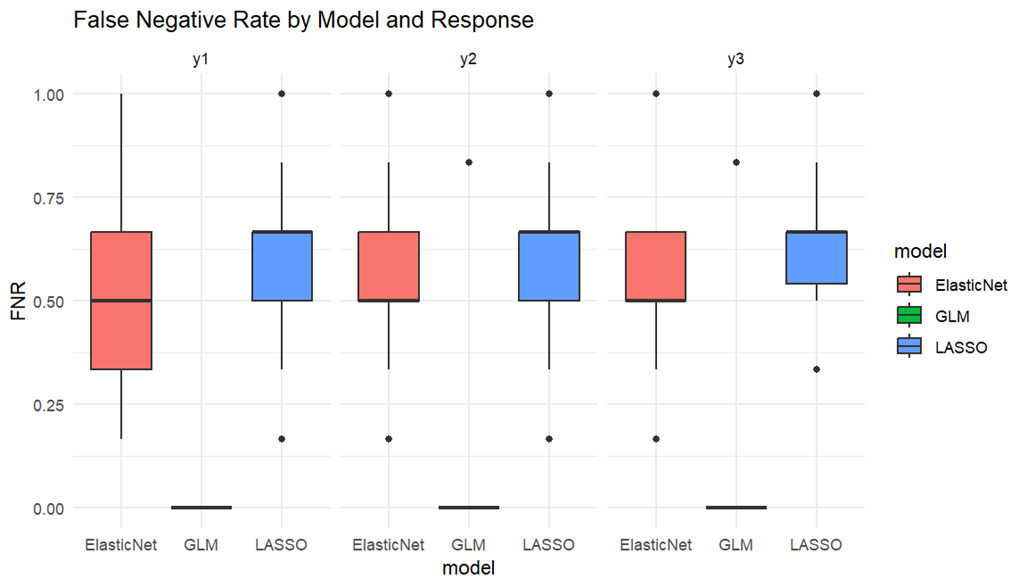 False Negative Rate by Model and Response
y1
y2
y3
1.00
0.75
0.50
0.25
0.00
FNR
ElasticNet GLM LASSO
ElasticNet GLM LASSO
ElasticNet GLM LASSO
model
model
ElasticNet
GLM
LASSO